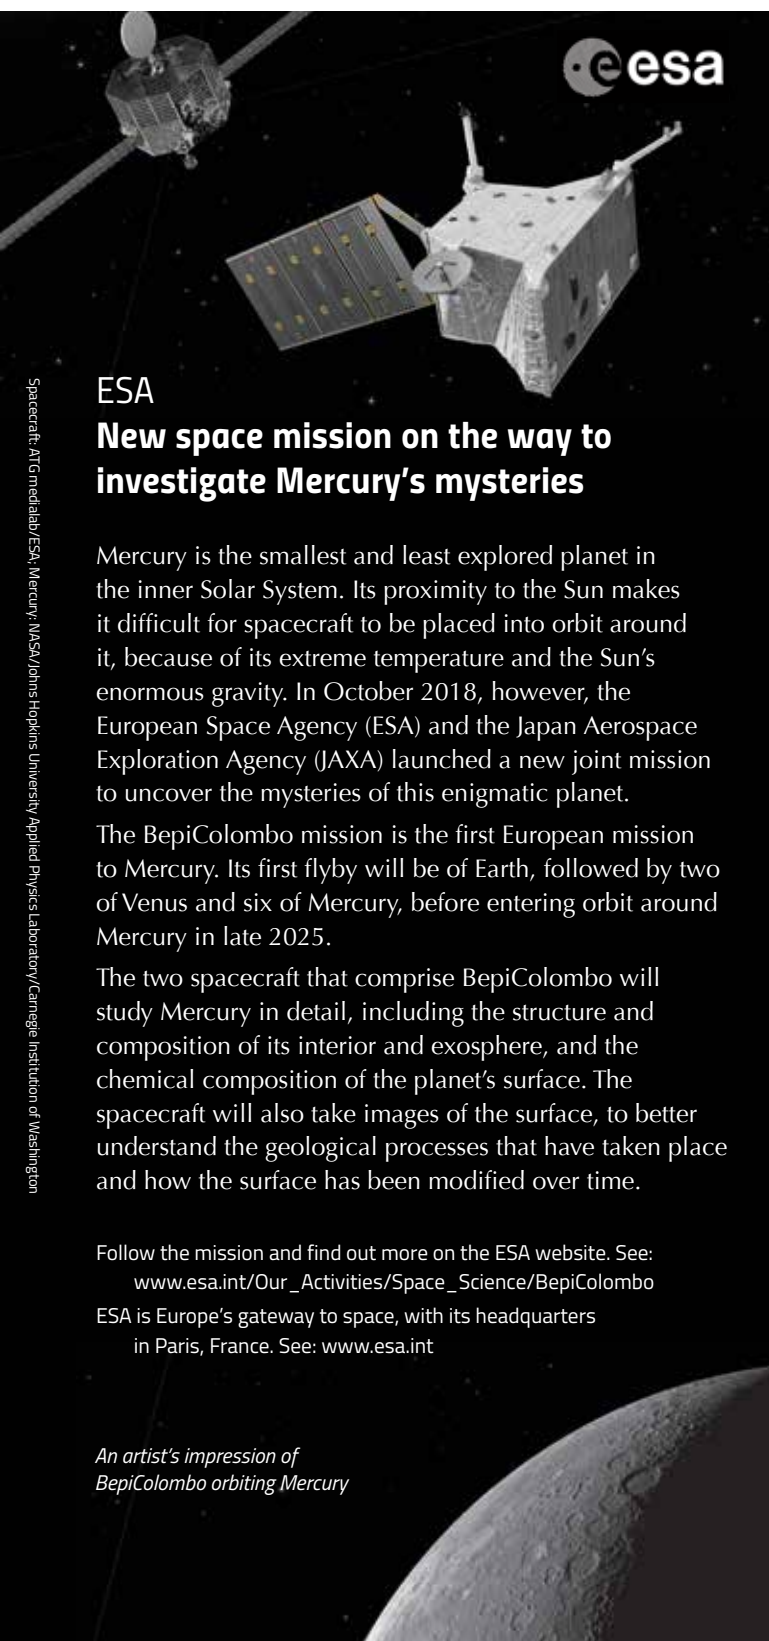 esa
ESA
New space mission on the way to
investigate Mercury’s mysteries
Mercury is the smallest and least explored planet in
the inner Solar System. Its proximity to the Sun makes
it difficult for spacecraft to be placed into orbit around
it, because of its extreme temperature and the Sun’s
enormous gravity. In October 2018, however, the
European Space Agency (ESA) and the Japan Aerospace
Exploration Agency (JAXA) launched a new joint mission
to uncover the mysteries of this enigmatic planet.
The BepiColombo mission is the first European mission
to Mercury. Its first flyby will be of Earth, followed by two
of Venus and six of Mercury, before entering orbit around
Mercury in late 2025.
The two spacecraft that comprise BepiColombo will
study Mercury in detail, including the structure and
composition of its interior and exosphere, and the
chemical composition of the planet’s surface. The
spacecraft will also take images of the surface, to better
understand the geological processes that have taken place
and how the surface has been modified over time.
Follow the mission and find out more on the ESA website. See:
www.esa.int/Our_Activities/Space_Science/BepiColombo
ESA is Europe’s gateway to space, with its headquarters
in Paris, France. See: www.esa.int
An artist’s impression of
BepiColombo orbiting Mercury
Spacecraft: ATG medialab/ESA; Mercury: NASA/Johns Hopkins University Applied Physics Laboratory/Carnegie Institution of Washington